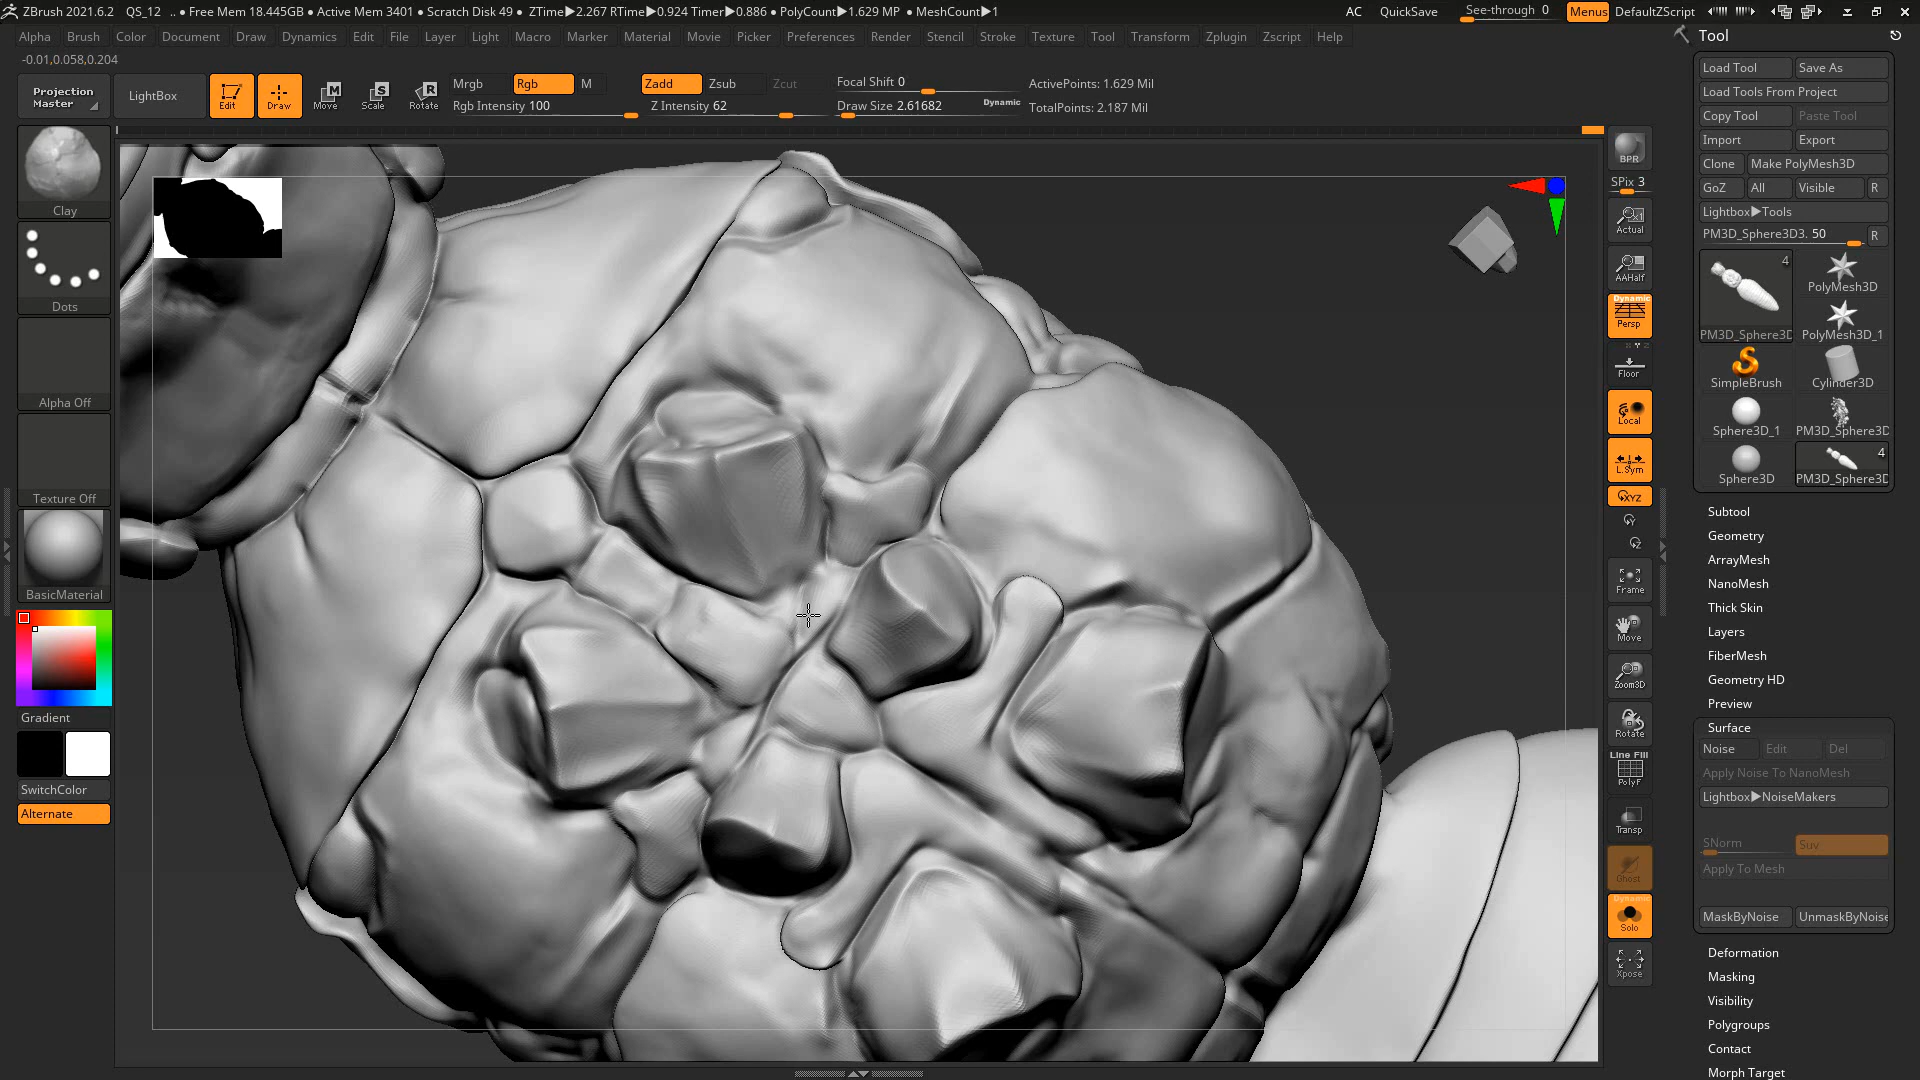 ZBrush 2021.6.2 QS_12 .. • Free Mem 18.445GB • Active Mem 3401 • Scratch Disk 49 • ZTime▶2.267 RTime▶0.924 Timer▶0.886 • PolyCount▶1.629 MP • MeshCount▶1 AC QuickSave See-through 0 Menus DefaultZScript
Alpha Brush Color Document Draw Dynamics Edit File Layer Light Macro Marker Material Movie Picker Preferences Render Stencil Stroke Texture Tool Transform Zplugin Zscript Help
-0.01,0.058,0.204
Projection Master
LightBox
Edit
Draw
Move
Scale
Rotate
Mrgb Rgb M
Rgb Intensity 100
Zadd Zsub Zcut
Z Intensity 62
Focal Shift 0
Draw Size 2.61682 Dynamic
ActivePoints: 1.629 Mil
TotalPoints: 2.187 Mil
Clay
Dots
Alpha Off
Texture Off
BasicMaterial
Gradient
SwitchColor
Alternate
BPR
SPix 3
Actual
AAHalf
Dynamic
Persp
Floor
Local
L.Sym
XYZ
Y
Z
Frame
Move
Zoom3D
Rotate
Line Fill
PolyF
Transp
Ghost
Dynamic
Solo
Xpose
Tool
Load Tool Save As
Load Tools From Project
Copy Tool Paste Tool
Import Export
Clone Make PolyMesh3D
GoZ All Visible R
Lightbox▶Tools
PM3D_Sphere3D3. 50 R
4
PM3D_Sphere3D
PolyMesh3D
PolyMesh3D_1
SimpleBrush Cylinder3D
Sphere3D_1 PM3D_Sphere3D
4
Sphere3D PM3D_Sphere3D
Subtool
Geometry
ArrayMesh
NanoMesh
Thick Skin
Layers
FiberMesh
Geometry HD
Preview
Surface
Noise Edit Del
Apply Noise To NanoMesh
Lightbox▶NoiseMakers
SNorm Suv
Apply To Mesh
MaskByNoise UnmaskByNoise
Deformation
Masking
Visibility
Polygroups
Contact
Morph Target